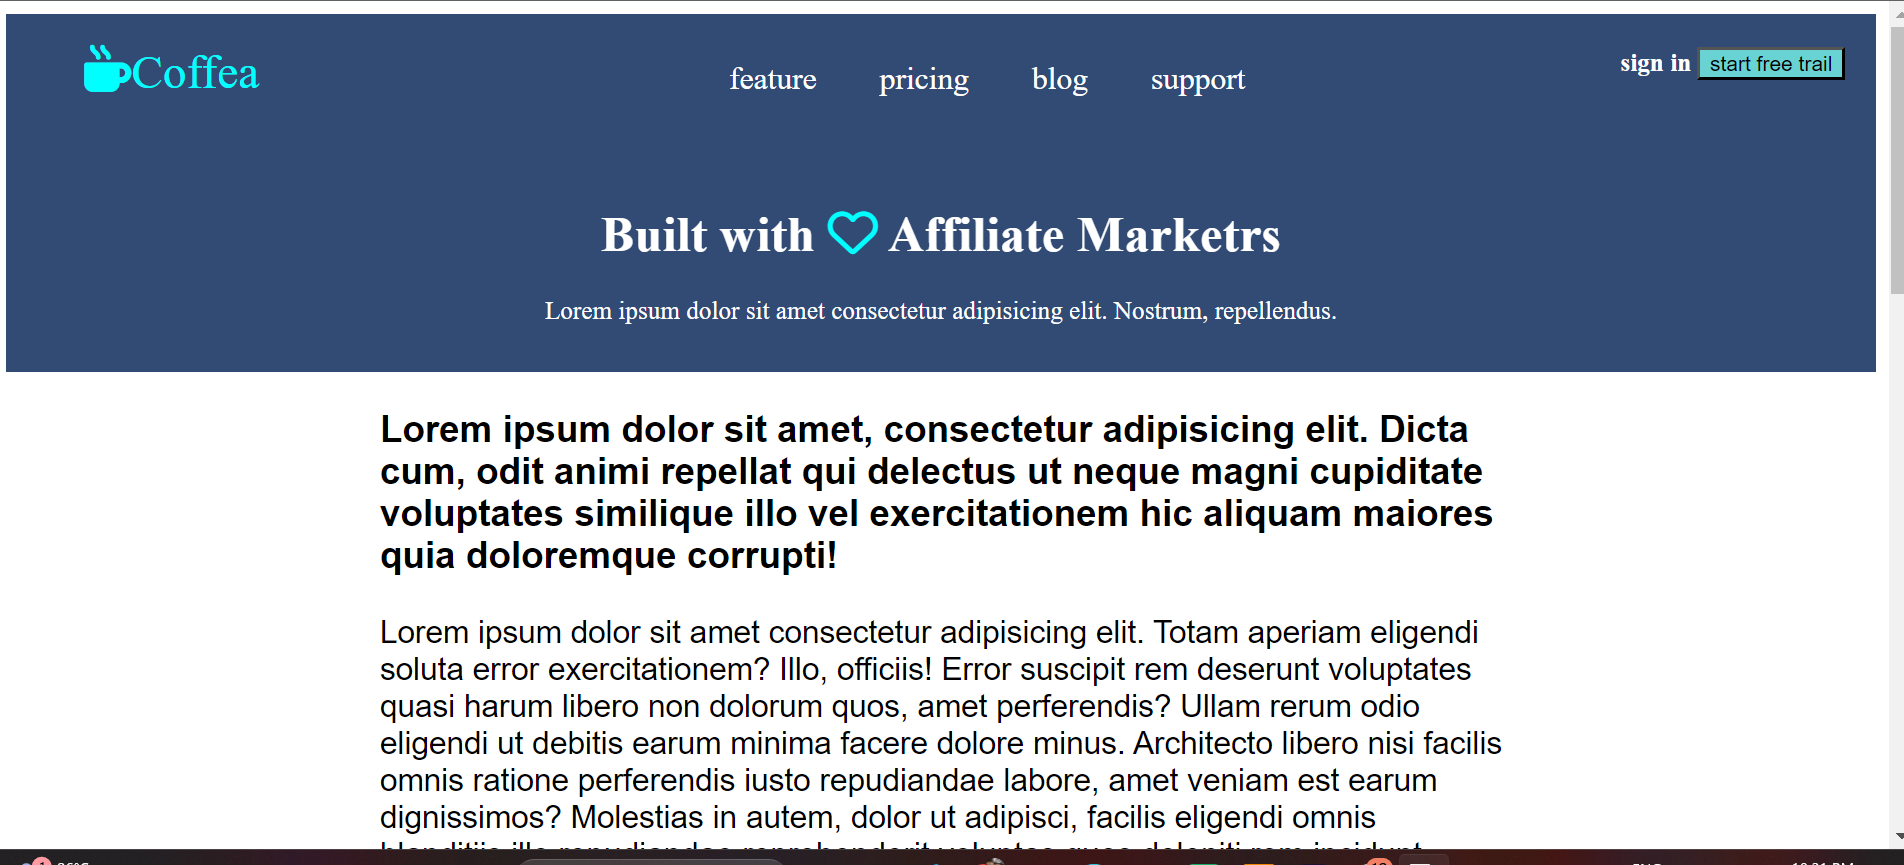 Coffea
feature pricing blog support
sign in start free trail
Built with Affiliate Marketrs
Lorem ipsum dolor sit amet consectetur adipisicing elit. Nostrum, repellendus.
Lorem ipsum dolor sit amet, consectetur adipisicing elit. Dicta
cum, odit animi repellat qui delectus ut neque magni cupiditate
voluptates similique illo vel exercitationem hic aliquam maiores
quia doloremque corrupti!
Lorem ipsum dolor sit amet consectetur adipisicing elit. Totam aperiam eligendi
soluta error exercitationem? Illo, officiis! Error suscipit rem deserunt voluptates
quasi harum libero non dolorum quos, amet perferendis? Ullam rerum odio
eligendi ut debitis earum minima facere dolore minus. Architecto libero nisi facilis
omnis ratione perferendis iusto repudiandae labore, amet veniam est earum
dignissimos? Molestias in autem, dolor ut adipisci, facilis eligendi omnis